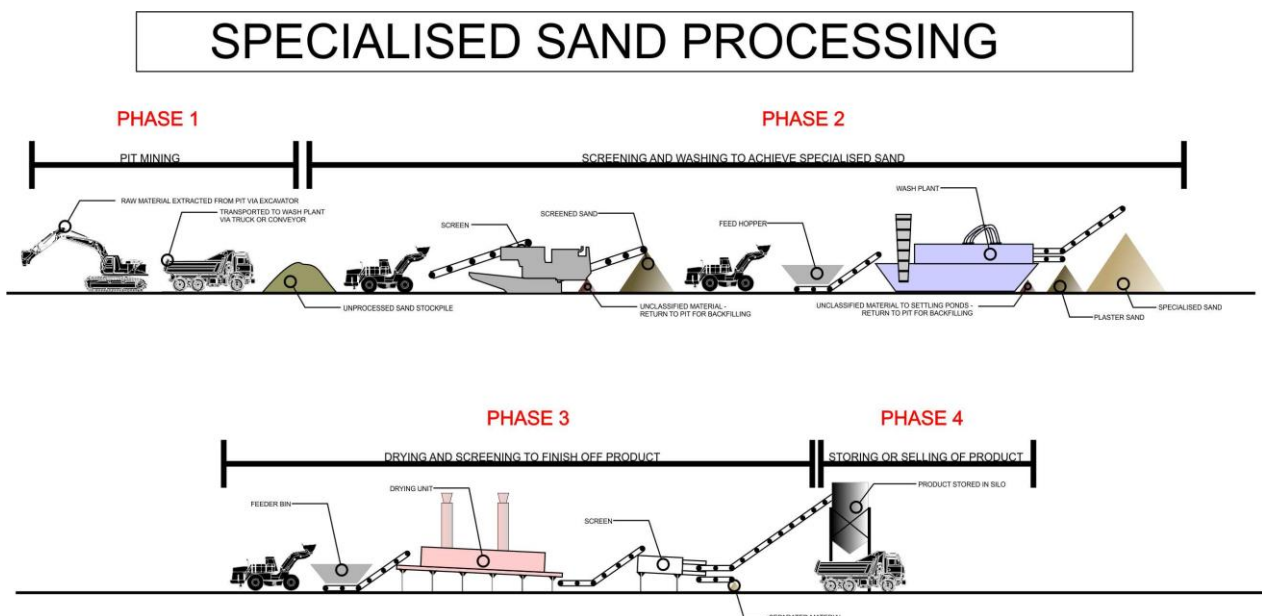 SPECIALISED SAND PROCESSING
PHASE 1
PHASE 2
PIT MINING
SCREENING AND WASHING TO ACHIEVE SPECIALISED SAND
RAW MATERIAL EXTRACTED FROM PIT VIA EXCAVATOR
TRANSPORTED TO WASH PLANT
VIA TRUCK OR CONVEYOR
UNPROCESSED SAND STOCKPILE
SCREEN
SCREENED SAND
UNCLASSIFIED MATERIAL -
RETURN TO PIT FOR BACKFILLING
FEED HOPPER
WASH PLANT
UNCLASSIFIED MATERIAL TO SETTLING PONDS -
RETURN TO PIT FOR BACKFILLING
PLASTER SAND
SPECIALISED SAND
PHASE 3
PHASE 4
DRYING AND SCREENING TO FINISH OFF PRODUCT
STORING OR SELLING OF PRODUCT
FEEDER BIN
DRYING UNIT
SCREEN
PRODUCT STORED IN SILO
SEPARATED MATERIAL